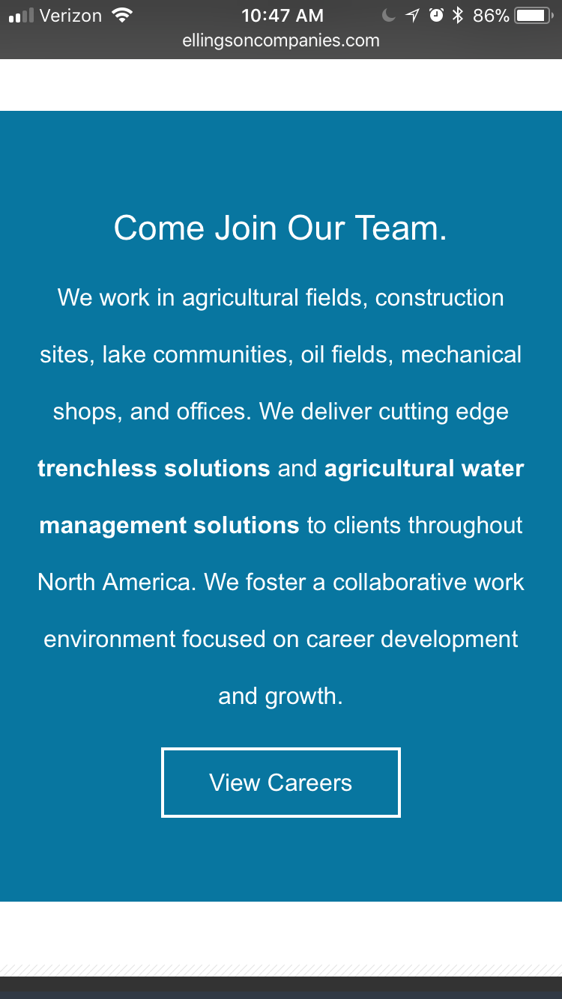 Verizon 10:47 AM 86%
ellingsoncompanies.com
Come Join Our Team.
We work in agricultural fields, construction
sites, lake communities, oil fields, mechanical
shops, and offices. We deliver cutting edge
trenchless solutions and agricultural water
management solutions to clients throughout
North America. We foster a collaborative work
environment focused on career development
and growth.
View Careers